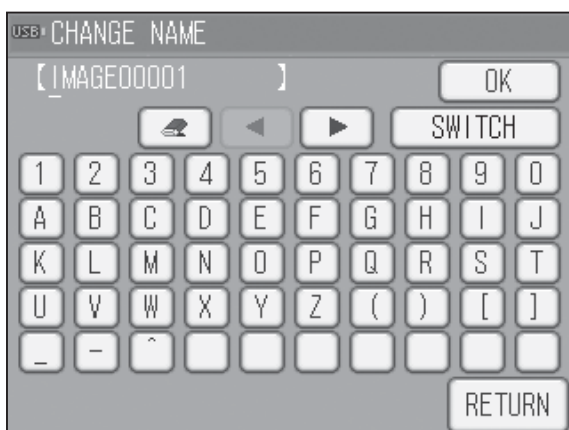 USB CHANGE NAME
[IMAGE00001 ]
OK
◀ ▶ SWITCH
1 2 3 4 5 6 7 8 9 0
A B C D E F G H I J
K L M N O P Q R S T
U V W X Y Z ( ) [ ]
_ - ^
RETURN